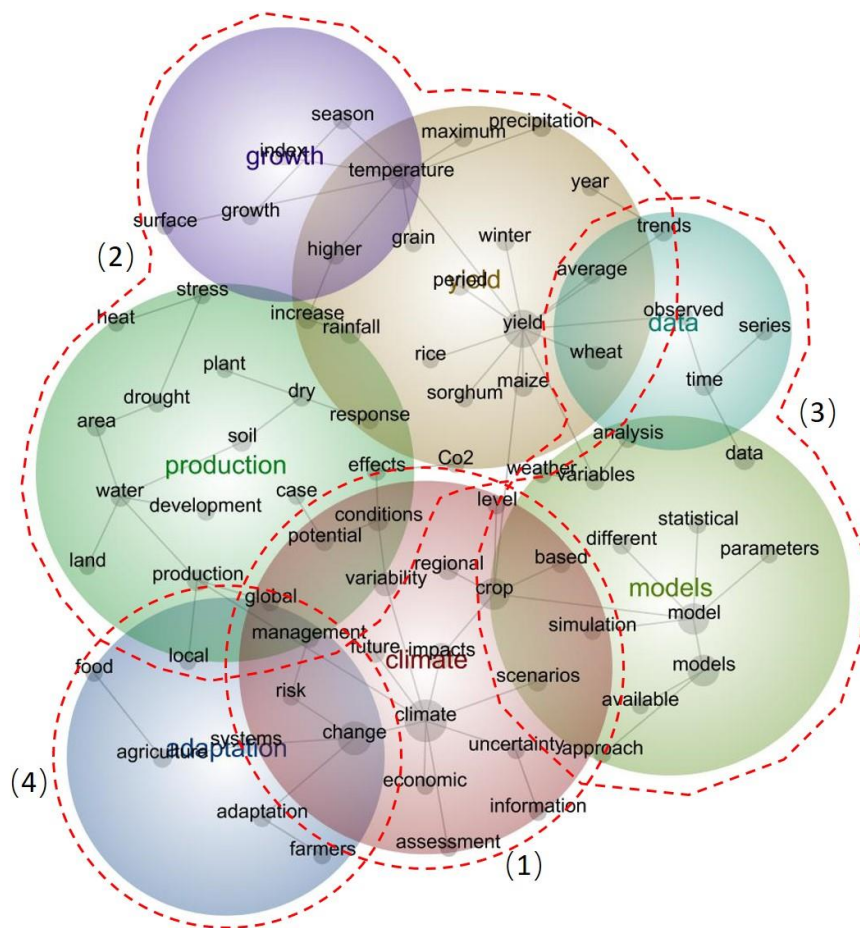 season
maximum
precipitation
index
growth
temperature
year
surface
growth
trends
higher
grain
winter
(2)
average
period
yield
stress
observed
heat
increase
rainfall
yield
data
series
rice
wheat
plant
time
maize
drought
dry
sorghum
area
response
(3)
soil
analysis
production
effects
Co2
weather
variables
data
water
case
level
development
conditions
statistical
potential
different
parameters
land
regional
based
production
variability
crop
models
global
model
management
simulation
future
impacts
local
climate
food
scenarios
models
risk
available
climate
systems
change
agriculture
adaptation
uncertainty
approach
(4)
economic
adaptation
information
farmers
assessment
(1)